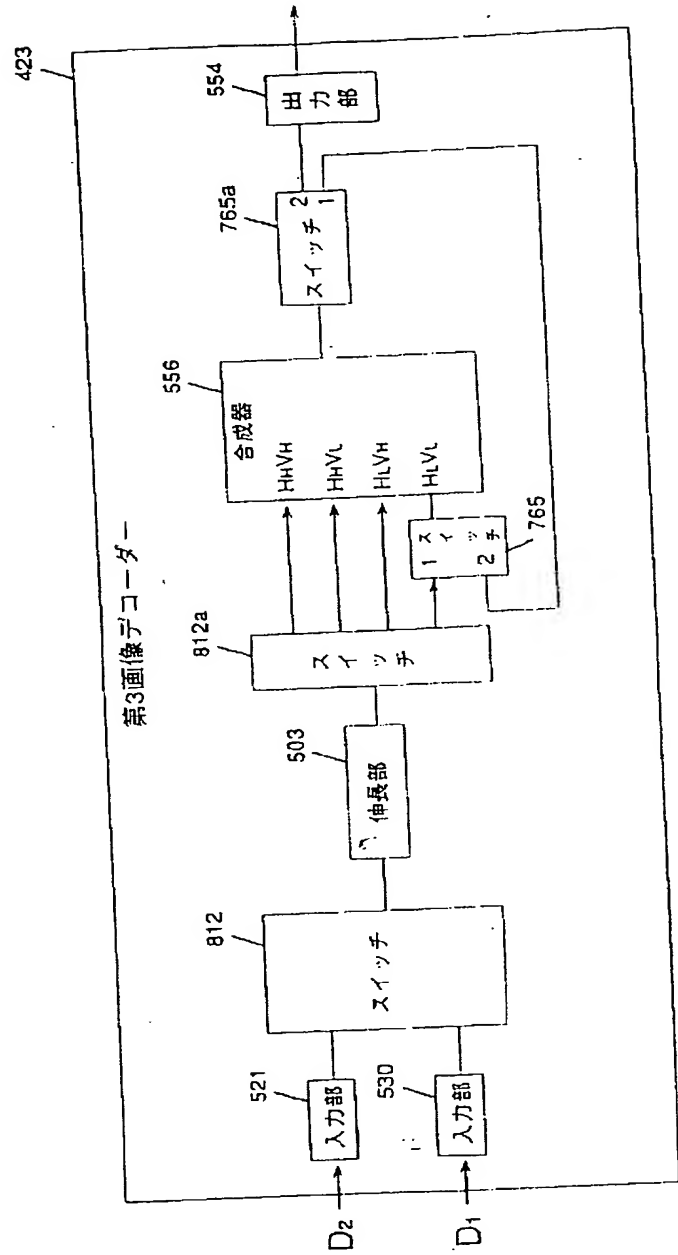 423
第3画像デコーダー
D2
521
入力部
D1
530
入力部
812
スイッチ
503
伸長部
812a
スイッチ
556
合成器
HHVH
HHVL
HLVH
HLVL
765
スイッチ
1
2
765a
スイッチ
2
1
554
出力部